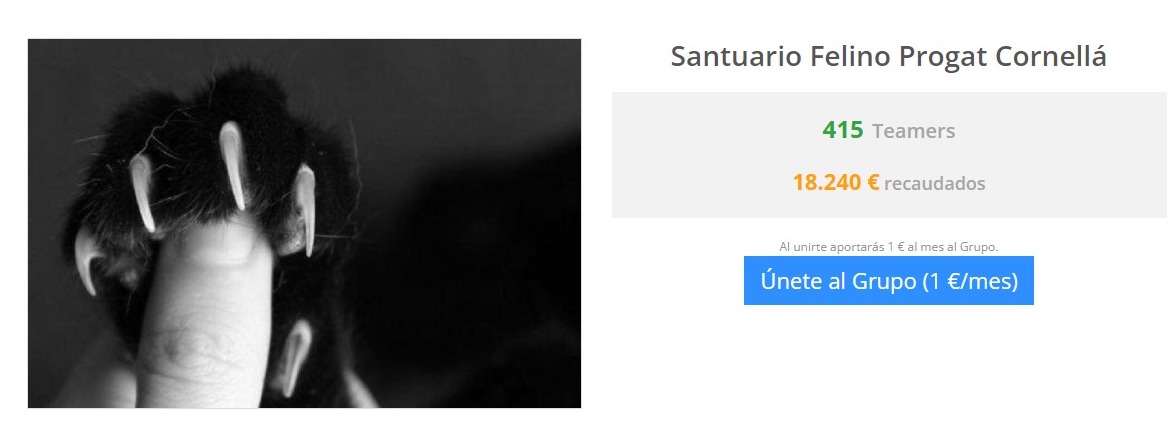 Santuario Felino Progat Cornellá
415 Teamers
18.240 € recaudados
Al unirte aportarás 1 € al mes al Grupo.
Únete al Grupo (1 €/mes)